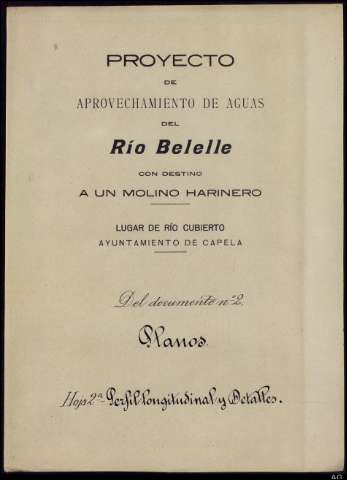 PROYECTO
DE
APROVECHAMIENTO DE AGUAS
DEL
Río Belelle
CON DESTINO
A UN MOLINO HARINERO
LUGAR DE RÍO CUBIERTO
AYUNTAMIENTO DE CAPELA
Del documento nº 2.
Planos.
Hoja 2ª Perfil longitudinal y Detalles.
AG